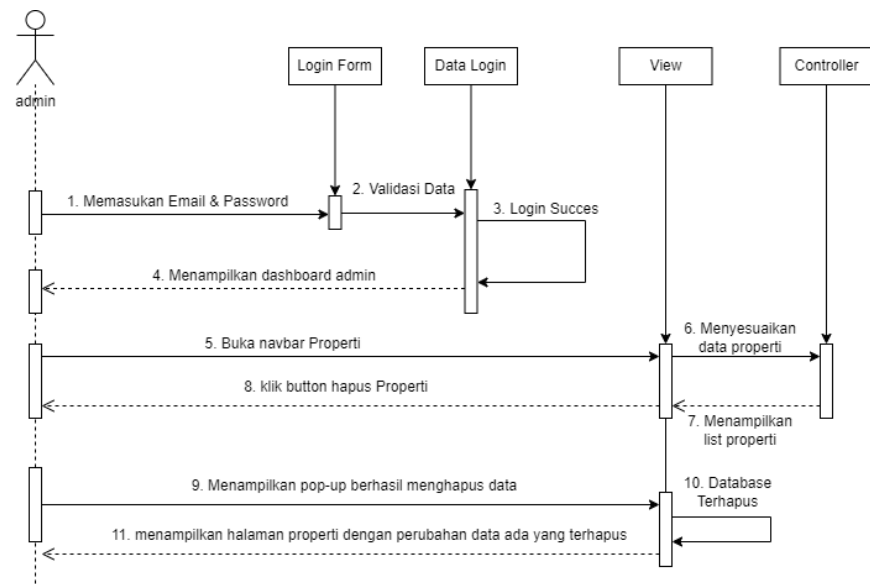 Login Form
Data Login
View
Controller
admin
1. Memasukan Email & Password
2. Validasi Data
3. Login Succes
4. Menampilkan dashboard admin
5. Buka navbar Properti
6. Menyesuaikan
data properti
8. klik button hapus Properti
7. Menampilkan
list properti
9. Menampilkan pop-up berhasil menghapus data
10. Database
Terhapus
11. menampilkan halaman properti dengan perubahan data ada yang terhapus